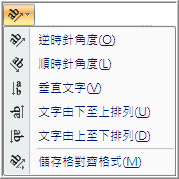 逆時針角度(O)
順時針角度(L)
垂直文字(V)
文字由下至上排列(U)
文字由上至下排列(D)
儲存格對齊格式(M)